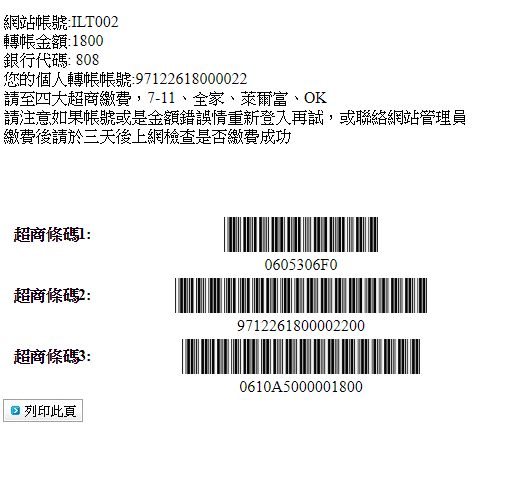 網站帳號:ILT002
轉帳金額:1800
銀行代碼: 808
您的個人轉帳帳號:97122618000022
請至四大超商繳費，7-11、全家、萊爾富、OK
請注意如果帳號或是金額錯誤情重新登入再試，或聯絡網站管理員
繳費後請於三天後上網檢查是否繳費成功
超商條碼1:
0605306F0
超商條碼2:
9712261800002200
超商條碼3:
0610A5000001800
列印此頁